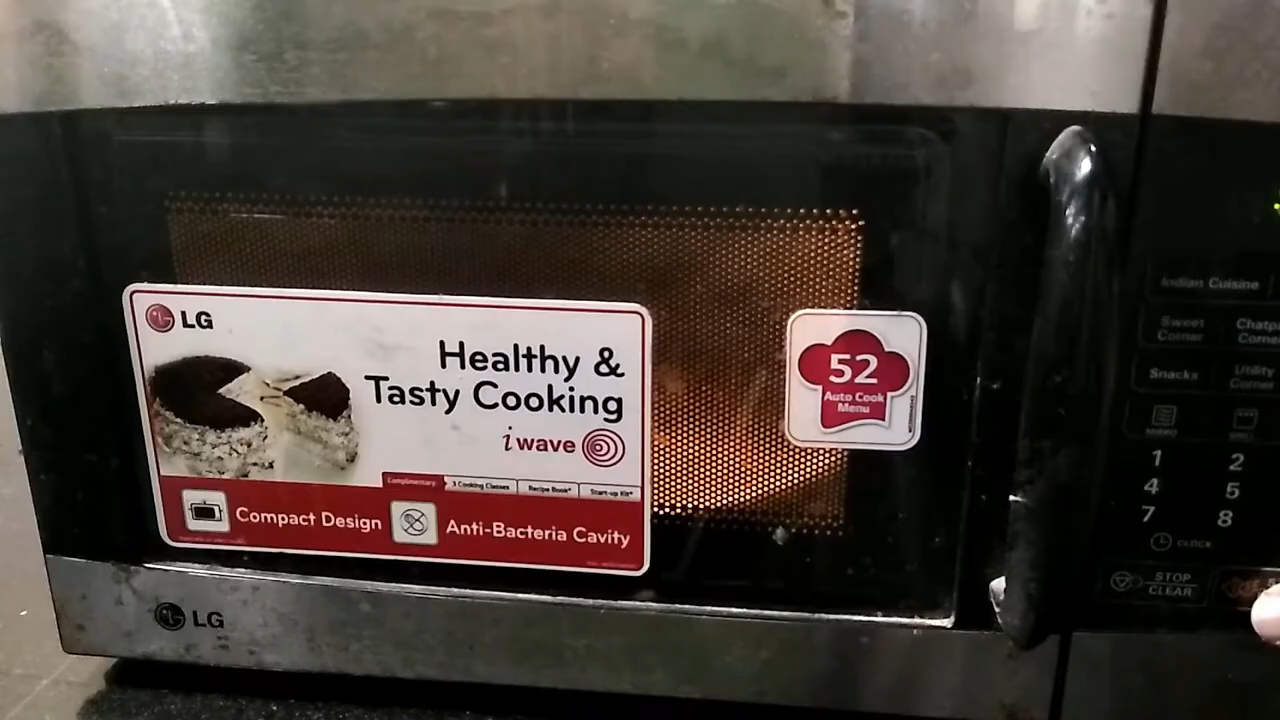 LG
Healthy &
Tasty Cooking
i wave
Complimentary:
3 Cooking Classes
Recipe Book*
Start-up Kit*
Compact Design
Anti-Bacteria Cavity
52
Auto Cook
Menu
LG
Indian Cuisine
Sweet
Corner
Snacks
Utility
MICRO
1 2
4 5
7 8
CLOCK
STOP
CLEAR